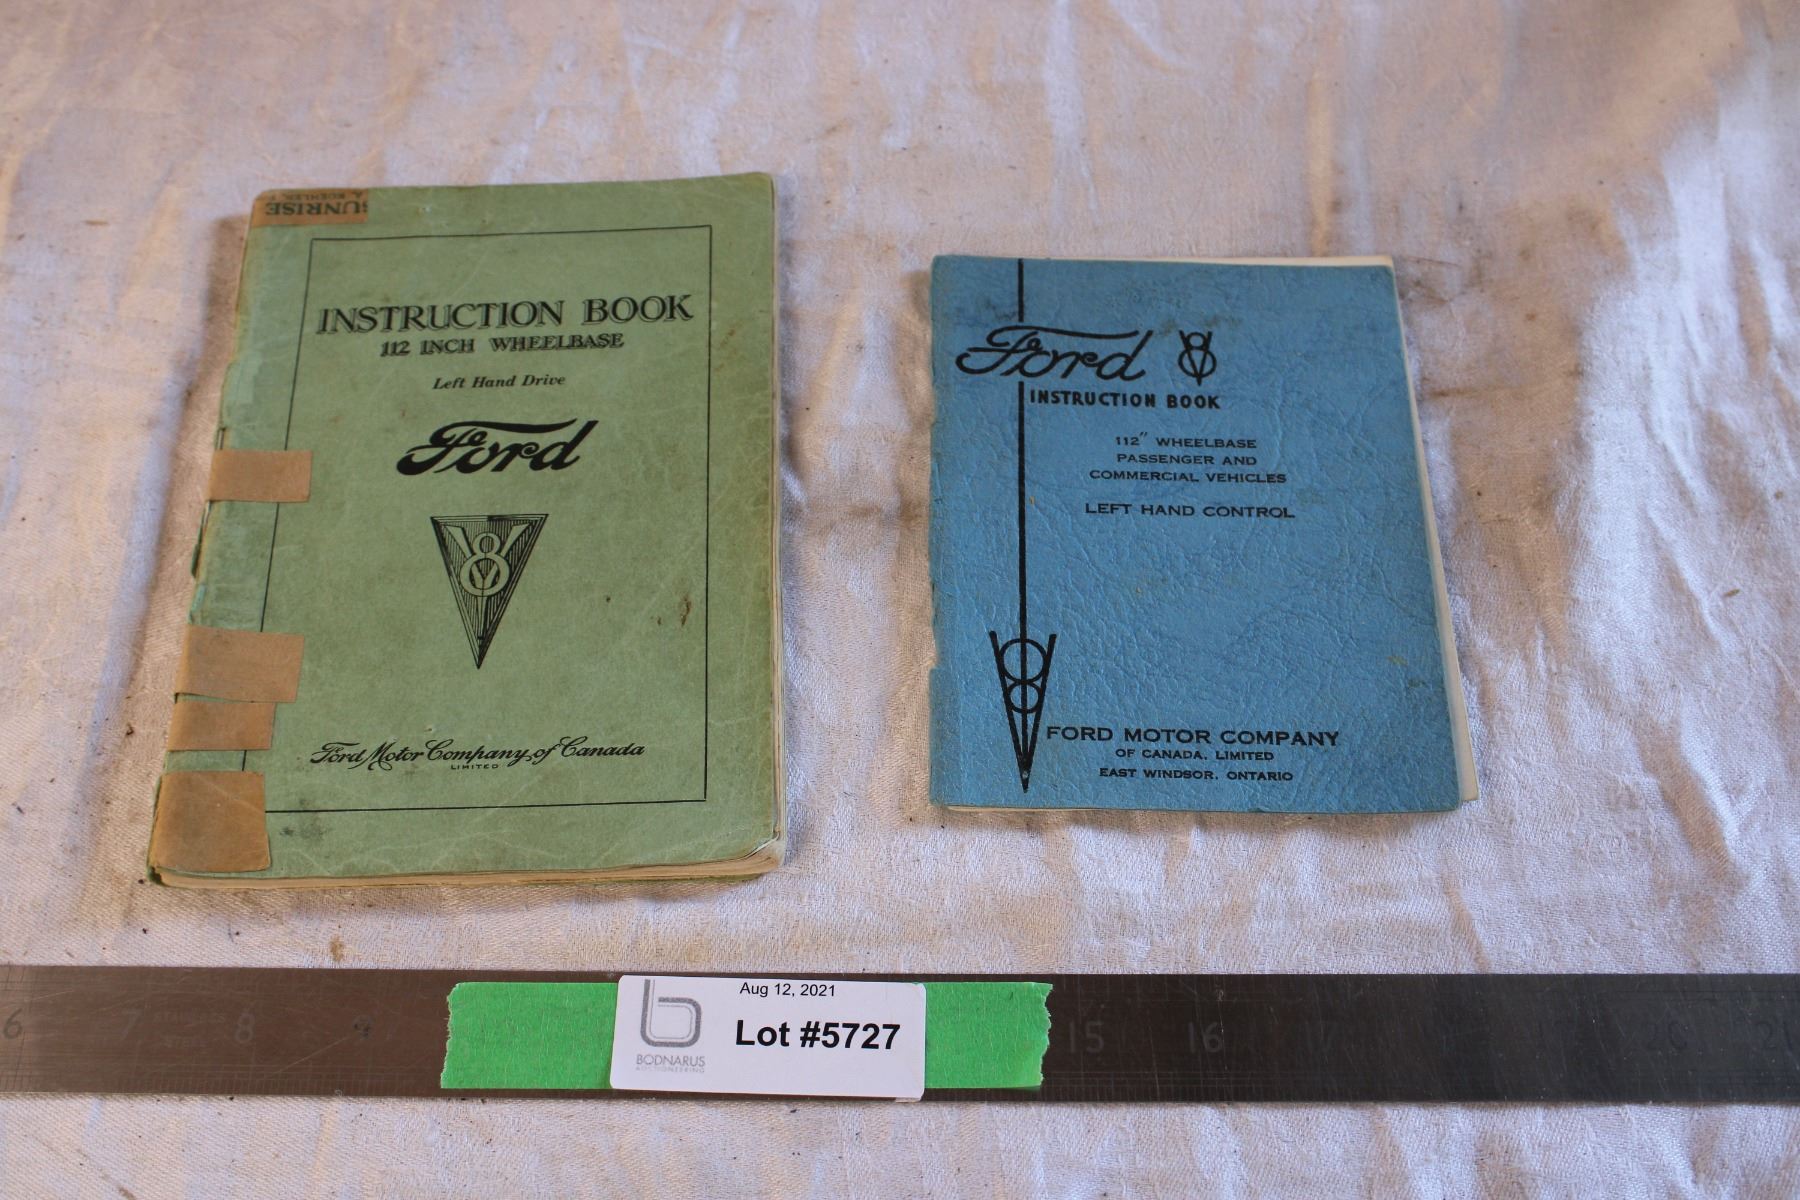 SUNRISE
INSTRUCTION BOOK
112 INCH WHEELBASE
Left Hand Drive
Ford
V8
Ford Motor Company of Canada
LIMITED
Ford V8
INSTRUCTION BOOK
112" WHEELBASE
PASSENGER AND
COMMERCIAL VEHICLES
LEFT HAND CONTROL
V8
FORD MOTOR COMPANY
OF CANADA, LIMITED
EAST WINDSOR, ONTARIO
6 7 8 9 15 16
Aug 12, 2021
b
Lot #5727
BODNARUS
AUCTIONEERING